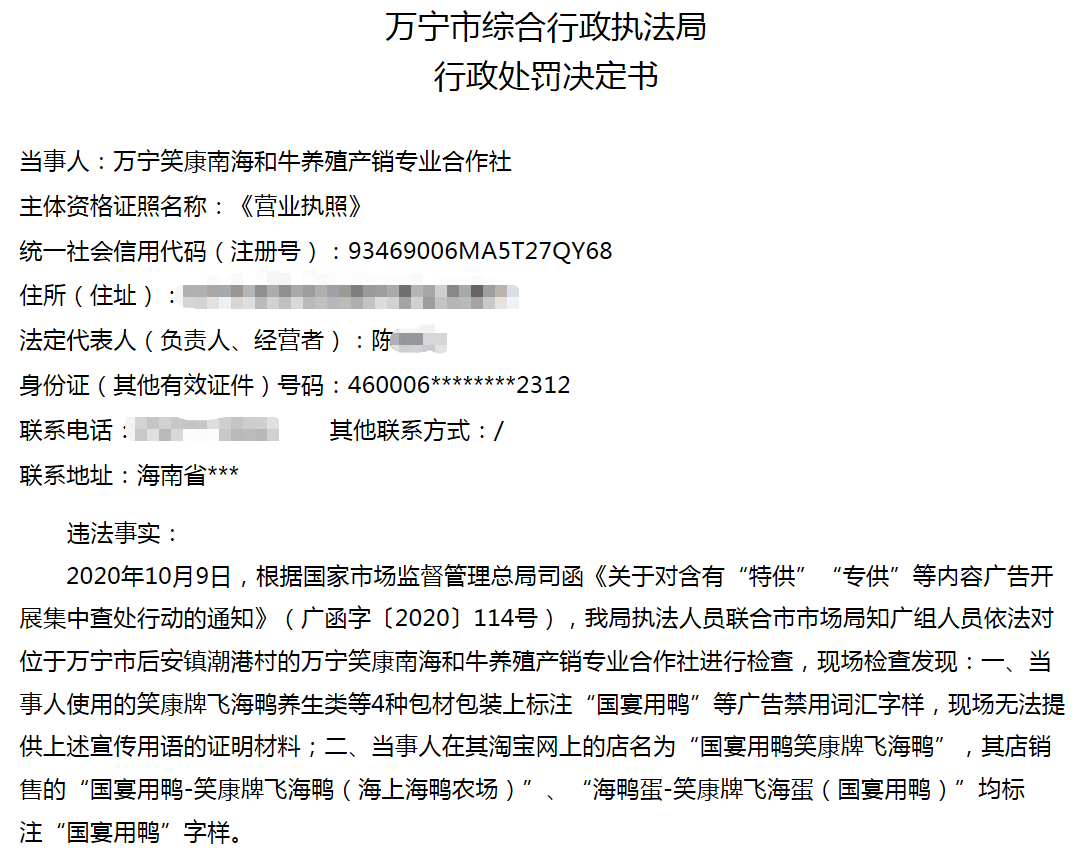 万宁市综合行政执法局
行政处罚决定书
当事人：万宁笑康南海和牛养殖产销专业合作社
主体资格证照名称：《营业执照》
统一社会信用代码（注册号）：93469006MA5T27QY68
住所（住址）：
法定代表人（负责人、经营者）：陈
身份证（其他有效证件）号码：460006********2312
联系电话： 其他联系方式：/
联系地址：海南省***
违法事实：
2020年10月9日，根据国家市场监督管理总局司函《关于对含有“特供”“专供”等内容广告开
展集中查处行动的通知》（广函字〔2020〕114号），我局执法人员联合市市场局知广组人员依法对
位于万宁市后安镇潮港村的万宁笑康南海和牛养殖产销专业合作社进行检查，现场检查发现：一、当
事人使用的笑康牌飞海鸭养生类等4种包材包装上标注“国宴用鸭”等广告禁用词汇字样，现场无法提
供上述宣传用语的证明材料；二、当事人在其淘宝网上的店名为“国宴用鸭笑康牌飞海鸭”，其店销
售的“国宴用鸭-笑康牌飞海鸭（海上海鸭农场）”、“海鸭蛋-笑康牌飞海蛋（国宴用鸭）”均标
注“国宴用鸭”字样。